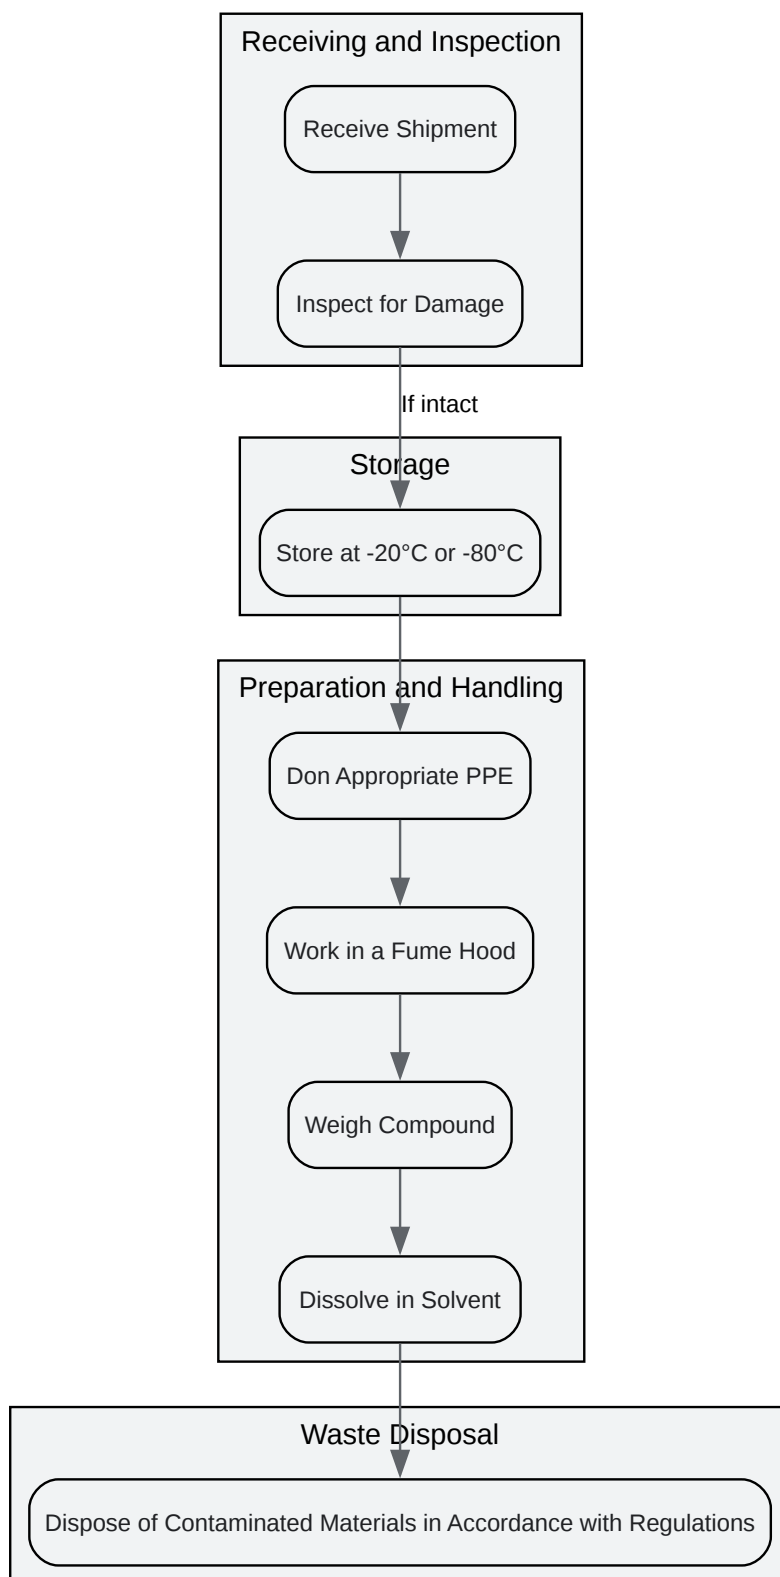 Receiving and Inspection
Receive Shipment
Inspect for Damage
If intact
Storage
Store at -20°C or -80°C
Preparation and Handling
Don Appropriate PPE
Work in a Fume Hood
Weigh Compound
Dissolve in Solvent
Waste Disposal
Dispose of Contaminated Materials in Accordance with Regulations